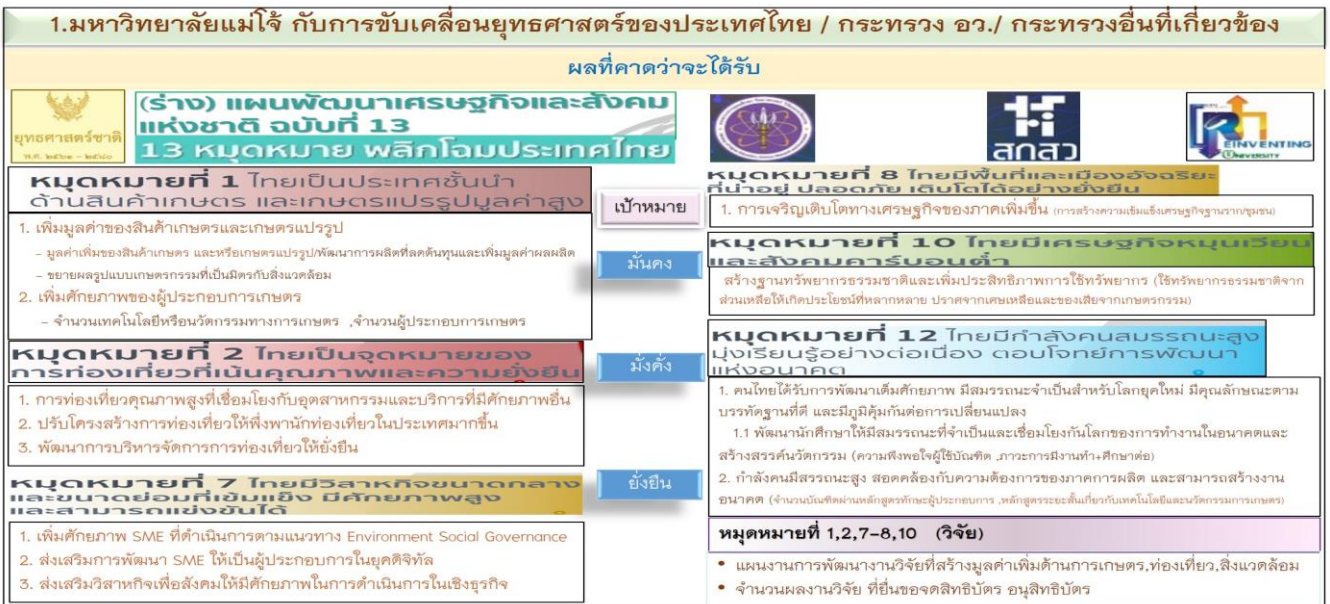 1.มหาวิทยาลัยแม่โจ้ กับการขับเคลื่อนยุทธศาสตร์ของประเทศไทย / กระทรวง อว./ กระทรวงอื่นที่เกี่ยวข้อง
ผลที่คาดว่าจะได้รับ
ยุทธศาสตร์ชาติ
พ.ศ. ๒๕๖๑ - ๒๕๘๐
(ร่าง) แผนพัฒนาเศรษฐกิจและสังคม
แห่งชาติ ฉบับที่ 13
13 หมุดหมาย พลิกโฉมประเทศไทย
หมุดหมายที่ 1 ไทยเป็นประเทศชั้นนำ
ด้านสินค้าเกษตร และเกษตรแปรรูปมูลค่าสูง
1. เพิ่มมูลค่าของสินค้าเกษตรและเกษตรแปรรูป
- มูลค่าเพิ่มของสินค้าเกษตร และหรือเกษตรแปรรูป/พัฒนาการผลิตที่ลดต้นทุนและเพิ่มมูลค่าผลผลิต
- ขยายผลรูปแบบเกษตรกรรมที่เป็นมิตรกับสิ่งแวดล้อม
2. เพิ่มศักยภาพของผู้ประกอบการเกษตร
- จำนวนเทคโนโลยีหรือนวัตกรรมทางการเกษตร ,จำนวนผู้ประกอบการเกษตร
หมุดหมายที่ 2 ไทยเป็นจุดหมายของ
การท่องเที่ยวที่เน้นคุณภาพและความยั่งยืน
1. การท่องเที่ยวคุณภาพสูงที่เชื่อมโยงกับอุตสาหกรรมและบริการที่มีศักยภาพอื่น
2. ปรับโครงสร้างการท่องเที่ยวให้พึ่งพานักท่องเที่ยวในประเทศมากขึ้น
3. พัฒนาการบริหารจัดการการท่องเที่ยวให้ยั่งยืน
หมุดหมายที่ 7 ไทยมีวิสาหกิจขนาดกลาง
และขนาดย่อมที่เข้มแข็ง มีศักยภาพสูง
และสามารถแข่งขันได้
1. เพิ่มศักยภาพ SME ที่ดำเนินการตามแนวทาง Environment Social Governance
2. ส่งเสริมการพัฒนา SME ให้เป็นผู้ประกอบการในยุคดิจิทัล
3. ส่งเสริมวิสาหกิจเพื่อสังคมให้มีศักยภาพในการดำเนินการในเชิงธุรกิจ
เป้าหมาย
มั่นคง
มั่งคั่ง
ยั่งยืน
สกสว
REINVENTING
UNIVERSITY
หมุดหมายที่ 8 ไทยมีพื้นที่และเมืองอัจฉริยะ
ที่น่าอยู่ ปลอดภัย เติบโตได้อย่างยั่งยืน
1. การเจริญเติบโตทางเศรษฐกิจของภาคเพิ่มขึ้น (การสร้างความเข้มแข็งเศรษฐกิจฐานราก/ชุมชน)
หมุดหมายที่ 10 ไทยมีเศรษฐกิจหมุนเวียน
และสังคมคาร์บอนต่ำ
สร้างฐานทรัพยากรธรรมชาติและเพิ่มประสิทธิภาพการใช้ทรัพยากร (ใช้ทรัพยากรธรรมชาติจาก
ส่วนเหลือให้เกิดประโยชน์ที่หลากหลาย ปราศจากเศษเหลือและของเสียจากเกษตรกรรม)
หมุดหมายที่ 12 ไทยมีกำลังคนสมรรถนะสูง
มุ่งเรียนรู้อย่างต่อเนื่อง ตอบโจทย์การพัฒนา
แห่งอนาคต
1. คนไทยได้รับการพัฒนาเต็มศักยภาพ มีสมรรถนะจำเป็นสำหรับโลกยุคใหม่ มีคุณลักษณะตาม
บรรทัดฐานที่ดี และมีภูมิคุ้มกันต่อการเปลี่ยนแปลง
1.1 พัฒนานักศึกษาให้มีสมรรถนะที่จำเป็นและเชื่อมโยงกันโลกของการทำงานในอนาคตและ
สร้างสรรค์นวัตกรรม (ความพึงพอใจผู้ใช้บัณฑิต ,ภาวะการมีงานทำ+ศึกษาต่อ)
2. กำลังคนมีสรรถณะสูง สอดคล้องกับความต้องการของภาคการผลิต และสามารถสร้างงาน
อนาคต (จำนวนบัณฑิตผ่านหลักสูตรทักษะผู้ประกอบการ ,หลักสูตรระยะสั้นเกี่ยวกับเทคโนโลยีและนวัตกรรมการเกษตร)
หมุดหมายที่ 1,2,7-8,10 (วิจัย)
• แผนงานการพัฒนางานวิจัยที่สร้างมูลค่าเพิ่มด้านการเกษตร,ท่องเที่ยว,สิ่งแวดล้อม
• จำนวนผลงานวิจัย ที่ยื่นขอจดสิทธิบัตร อนุสิทธิบัตร